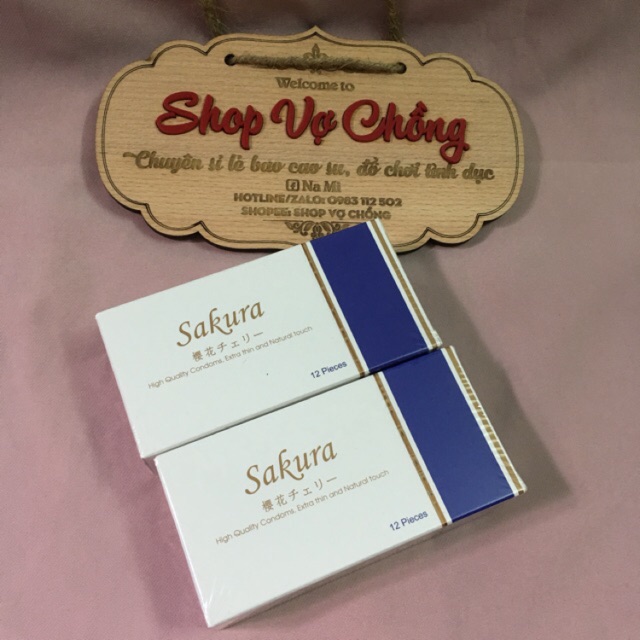 Welcome to
Shop Vợ Chồng
~Chuyên sỉ lẻ bao cao su, đồ chơi tình dục
f Na Mi
HOTLINE/ZALO: 0983 112 502
SHOPEE: SHOP VỢ CHỒNG
Sakura
櫻花チェリー
High Quality Condoms, Extra thin and Natural touch
12 Pieces
Sakura
櫻花チェリー
High Quality Condoms, Extra thin and Natural touch
12 Pieces